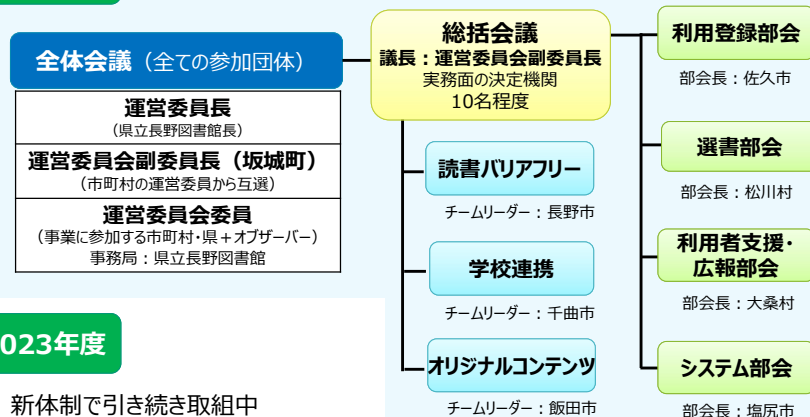 全体会議（全ての参加団体）
運営委員長
（県立長野図書館長）
運営委員会副委員長（坂城町）
（市町村の運営委員から互選）
運営委員会委員
（事業に参加する市町村・県＋オブザーバー）
事務局：県立長野図書館
総括会議
議長：運営委員会副委員長
実務面の決定機関
10名程度
読書バリアフリー
チームリーダー：長野市
学校連携
チームリーダー：千曲市
オリジナルコンテンツ
チームリーダー：飯田市
利用登録部会
部会長：佐久市
選書部会
部会長：松川村
利用者支援・
広報部会
部会長：大桑村
システム部会
部会長：塩尻市
023年度
新体制で引き続き取組中